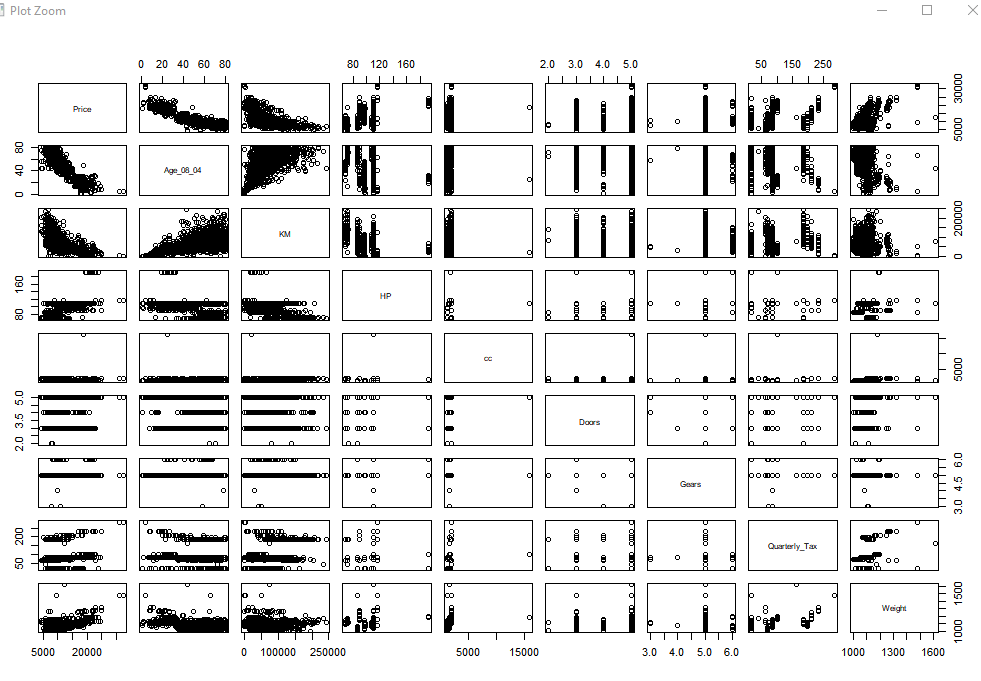 Plot Zoom
0 20 40 60 80
80 120 160
2.0 3.0 4.0 5.0
50 150 250
Price
5000 30000
0 40 80
Age_08_04
KM
0 200000
80 160
HP
cc
5000
2.0 3.5 5.0
Doors
Gears
3.0 4.5 6.0
50 200
Quarterly_Tax
Weight
1000 1500
5000 20000
0 100000 250000
5000 15000
3.0 4.0 5.0 6.0
1000 1300 1600